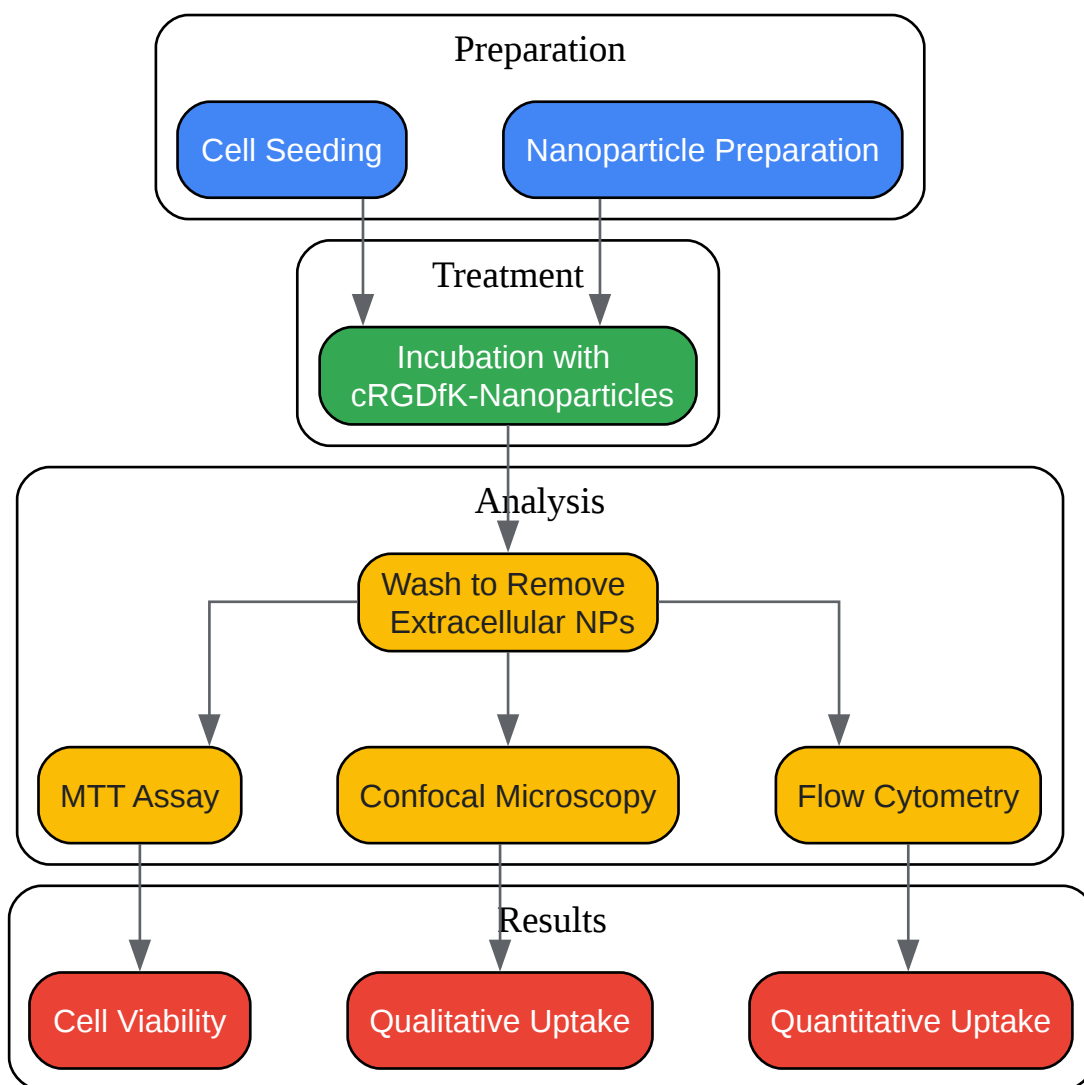 Preparation
Cell Seeding
Nanoparticle Preparation
Treatment
Incubation with
cRGDfK-Nanoparticles
Analysis
Wash to Remove
Extracellular NPs
MTT Assay
Confocal Microscopy
Flow Cytometry
Results
Cell Viability
Qualitative Uptake
Quantitative Uptake